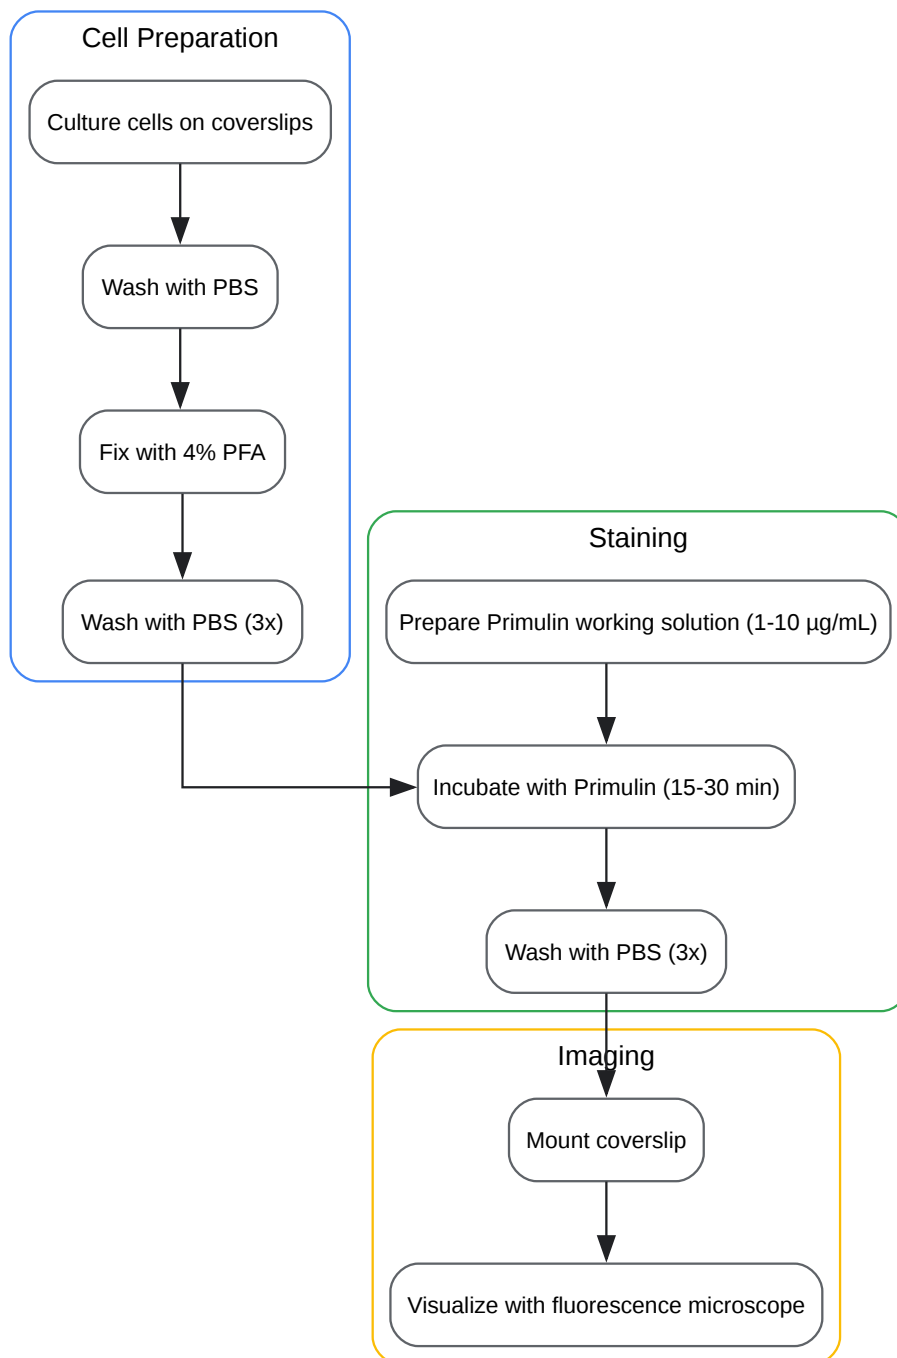 Cell Preparation
Culture cells on coverslips
Wash with PBS
Fix with 4% PFA
Wash with PBS (3x)
Staining
Prepare Primulin working solution (1-10 µg/mL)
Incubate with Primulin (15-30 min)
Wash with PBS (3x)
Imaging
Mount coverslip
Visualize with fluorescence microscope